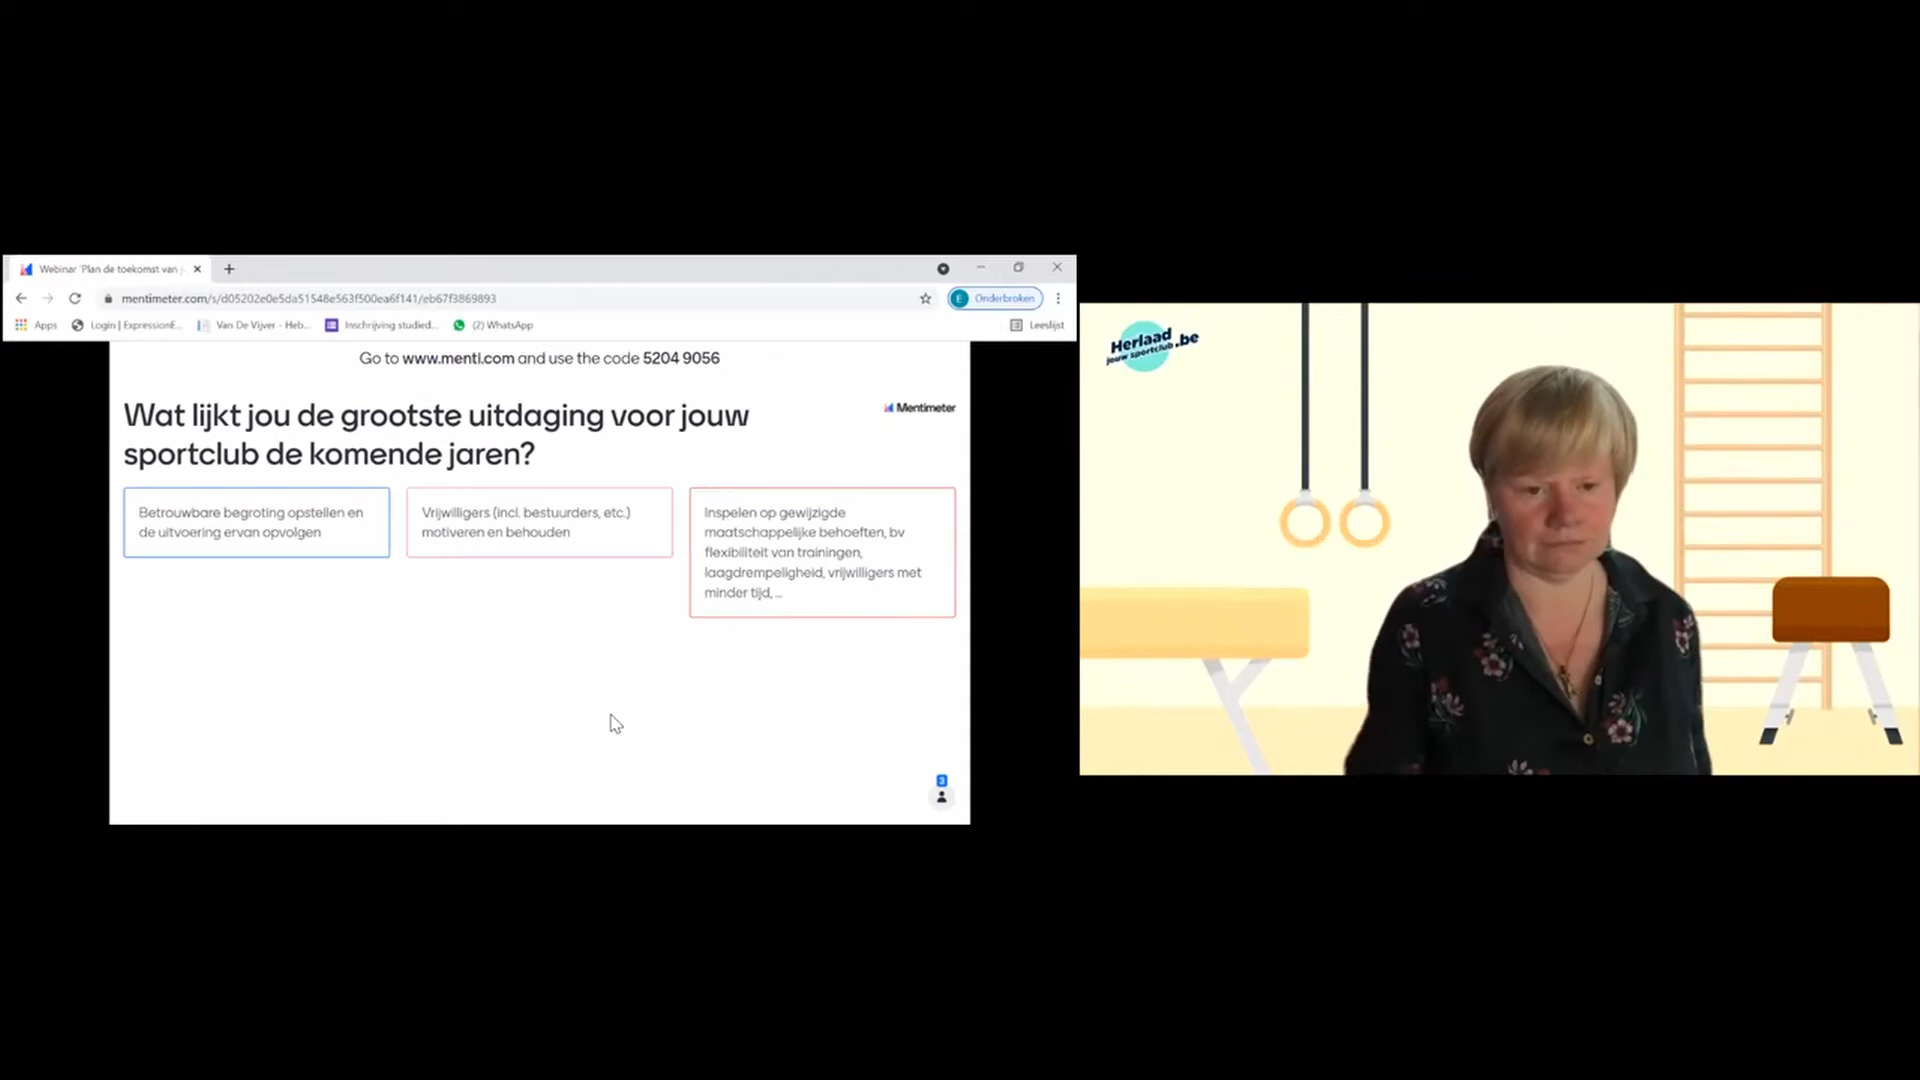 Webinar 'Plan de toekomst van j
mentimeter.com/s/d05202e0e5da51548e563f500ea6f141/eb67f3869893
E Onderbroken
Apps
Login | ExpressionE...
Van De Vijver - Heb...
Inschrijving studied...
(2) WhatsApp
Leeslijst
Go to www.menti.com and use the code 5204 9056
Wat lijkt jou de grootste uitdaging voor jouw
sportclub de komende jaren?
Mentimeter
Betrouwbare begroting opstellen en
de uitvoering ervan opvolgen
Vrijwilligers (incl. bestuurders, etc.)
motiveren en behouden
Inspelen op gewijzigde
maatschappelijke behoeften, bv
flexibiliteit van trainingen,
laagdrempeligheid, vrijwilligers met
minder tijd, ...
3
Herlaad
jouw sportclub.be